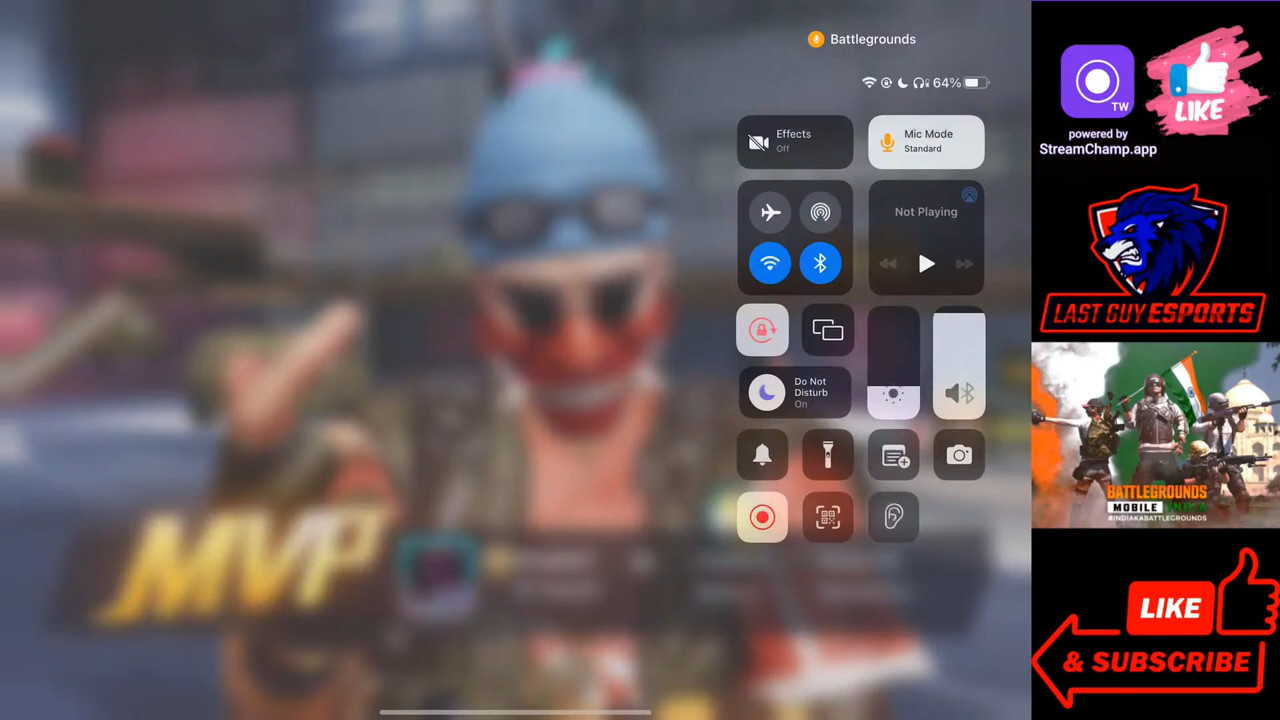 Battlegrounds
64%
Effects
Off
Mic Mode
Standard
Not Playing
Do Not
Disturb
On
MVP
TW
LIKE
powered by
StreamChamp.app
LAST GUY ESPORTS
BATTLEGROUNDS
MOBILE
#INDIAKABATTLEGROUNDS
LIKE
& SUBSCRIBE